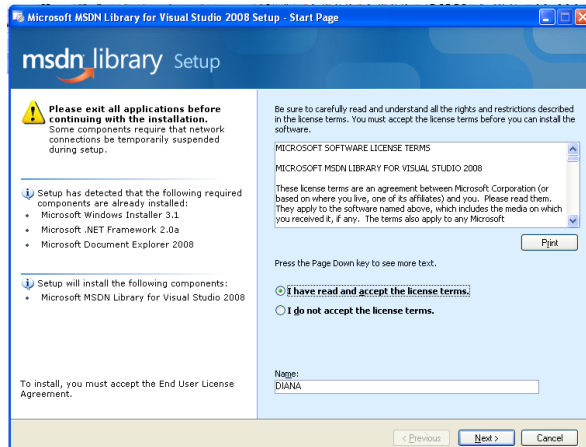 Microsoft MSDN Library for Visual Studio 2008 Setup - Start Page
msdn library Setup
Please exit all applications before
continuing with the installation.
Some components require that network
connections be temporarily suspended
during setup.
Setup has detected that the following required
components are already installed:
• Microsoft Windows Installer 3.1
• Microsoft .NET Framework 2.0a
• Microsoft Document Explorer 2008
Setup will install the following components:
• Microsoft MSDN Library for Visual Studio 2008
To install, you must accept the End User License
Agreement.
Be sure to carefully read and understand all the rights and restrictions described
in the license terms. You must accept the license terms before you can install the
software.
MICROSOFT SOFTWARE LICENSE TERMS
MICROSOFT MSDN LIBRARY FOR VISUAL STUDIO 2008
These license terms are an agreement between Microsoft Corporation (or
based on where you live, one of its affiliates) and you. Please read them.
They apply to the software named above, which includes the media on which
you received it, if any. The terms also apply to any Microsoft
Print
Press the Page Down key to see more text.
I have read and accept the license terms.
I do not accept the license terms.
Name:
DIANA
< Previous
Next >
Cancel